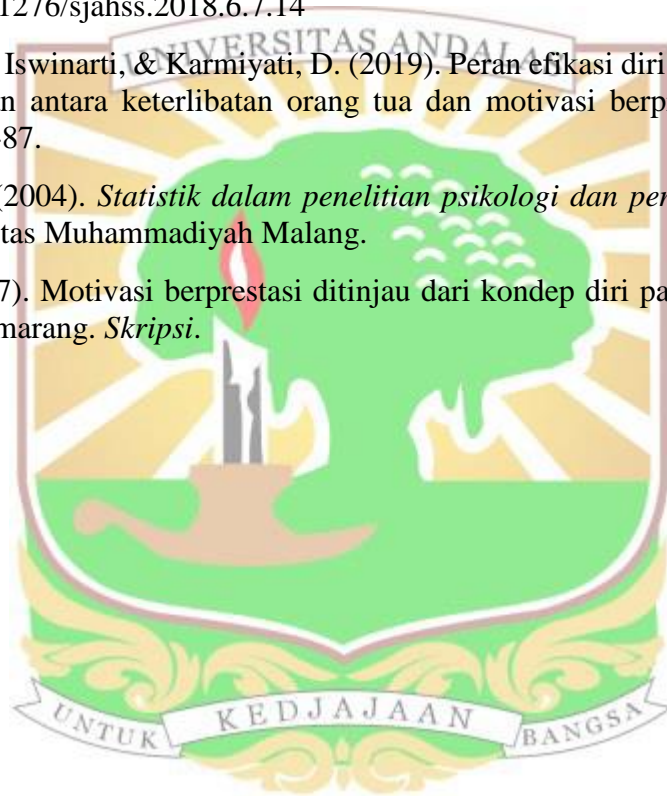 1276/sjahss.2018.6.7.14
UNIVERSITAS ANDALAS
Iswinarti, & Karmiyati, D. (2019). Peran efikasi diri
n antara keterlibatan orang tua dan motivasi berp
87.
(2004). Statistik dalam penelitian psikologi dan pen
tas Muhammadiyah Malang.
7). Motivasi berprestasi ditinjau dari kondep diri pa
marang. Skripsi.
UNTUK KEDJAJAAN BANGSA